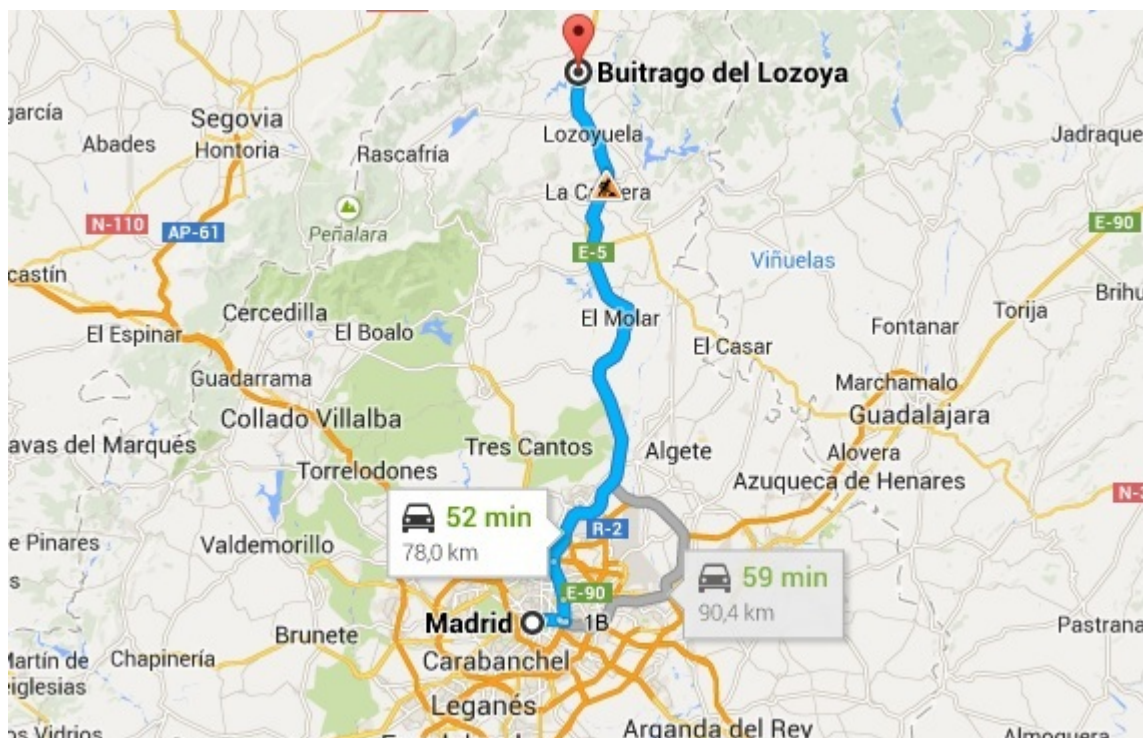 Buitrago del Lozoya
garcía
Segovia
Abades
Hontoria
Rascafría
Lozoyuela
Jadraque
N-110
AP-61
Peñalara
E-5
Viñuelas
E-90
castín
El Espinar
Cercedilla
El Boalo
El Molar
El Casar
Fontanar
Torija
Brihu
Guadarrama
Collado Villalba
Marchamalo
Guadalajara
avas del Marqués
Torrelodones
Tres Cantos
Algete
Alovera
Azuqueca de Henares
52 min
78,0 km
R-2
e Pinares
Valdemorillo
s
59 min
90,4 km
E-90
Madrid
1B
Brunete
Carabanchel
Pastrana
Martín de
eiglesias
Chapinería
Leganés
Arganda del Rey
os Vidrios
Almoguera